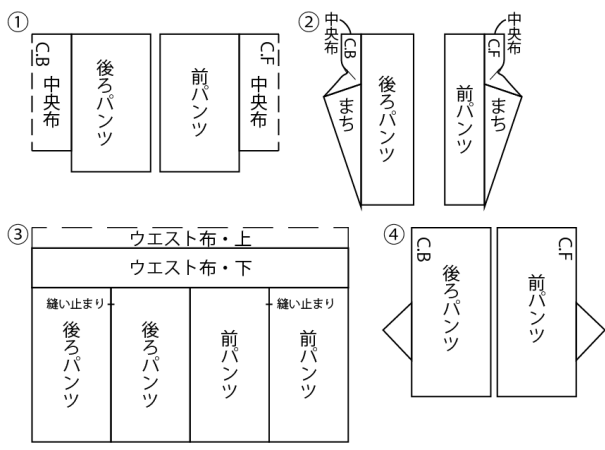 ①
C.B
中央布
後ろパンツ
前パンツ
C.F
中央布
②
中央布
C.B
まち
後ろパンツ
前パンツ
中央布
C.F
まち
③
ウエスト布・上
ウエスト布・下
縫い止まり
後ろパンツ
後ろパンツ
前パンツ
縫い止まり
前パンツ
④
C.B
後ろパンツ
前パンツ
C.F